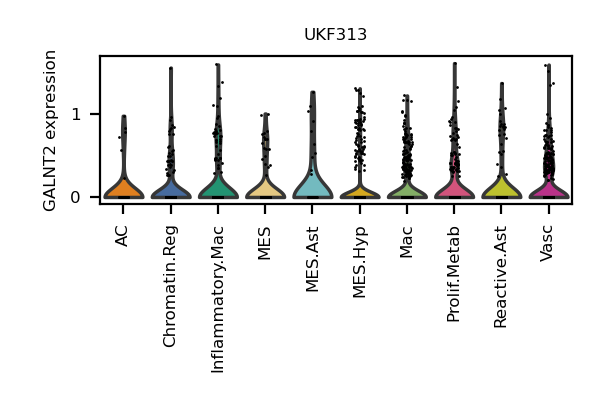 UKF313
GALNT2 expression
1
0
AC
Chromatin.Reg
Inflammatory.Mac
MES
MES.Ast
MES.Hyp
Mac
Prolif.Metab
Reactive.Ast
Vasc